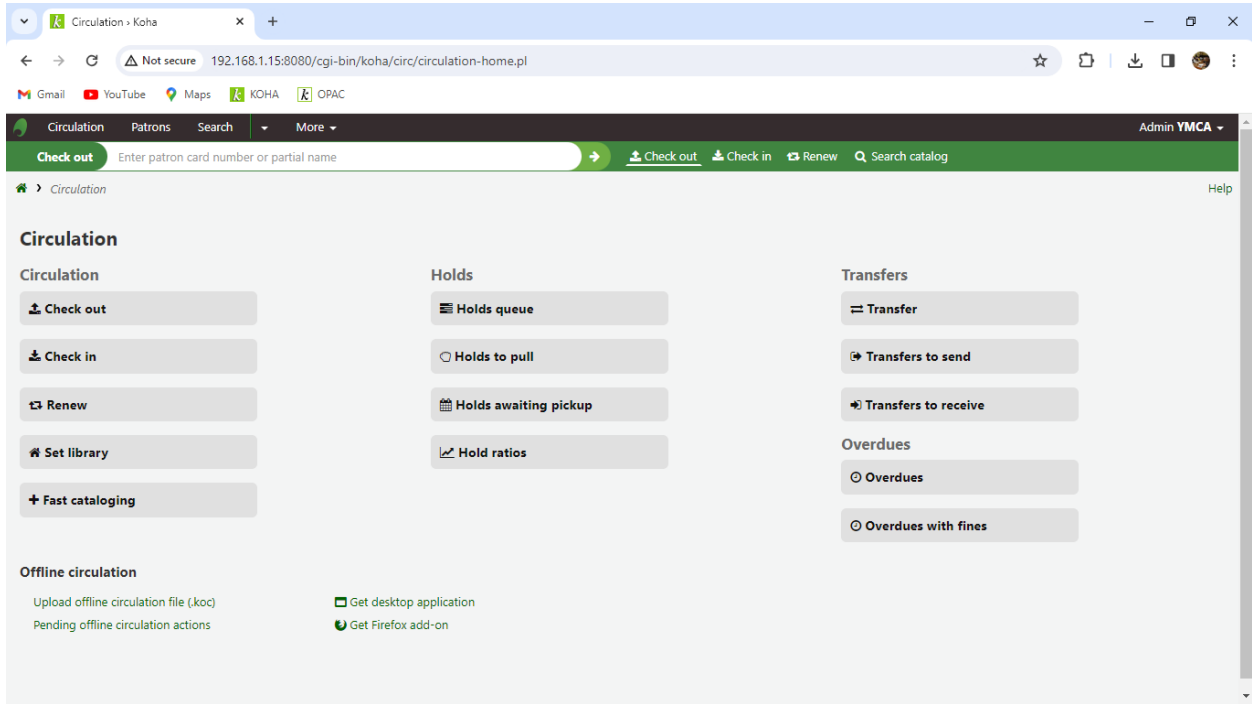 Circulation › Koha
Not secure 192.168.1.15:8080/cgi-bin/koha/circ/circulation-home.pl
Gmail YouTube Maps KOHA OPAC
Circulation Patrons Search More Admin YMCA
Check out Enter patron card number or partial name Check out Check in Renew Search catalog
Circulation Help
Circulation
Circulation
Check out
Check in
Renew
Set library
Fast cataloging
Holds
Holds queue
Holds to pull
Holds awaiting pickup
Hold ratios
Transfers
Transfer
Transfers to send
Transfers to receive
Overdues
Overdues
Overdues with fines
Offline circulation
Upload offline circulation file (.koc) Get desktop application
Pending offline circulation actions Get Firefox add-on